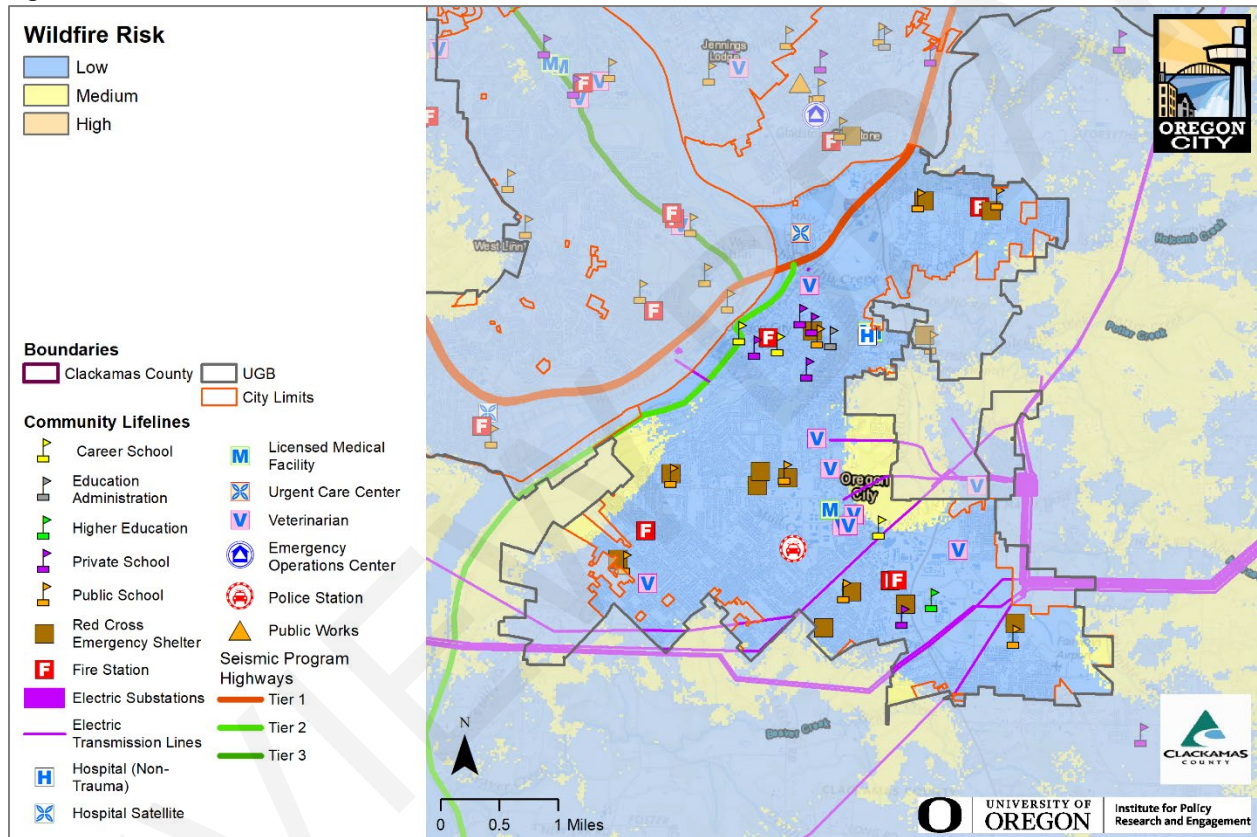 Wildfire Risk
Low
Medium
High
Boundaries
Clackamas County
UGB
City Limits
Community Lifelines
Career School
Education
Administration
Higher Education
Private School
Public School
Red Cross
Emergency Shelter
Fire Station
Electric Substations
Electric
Transmission Lines
Hospital (Non-
Trauma)
Hospital Satellite
Licensed Medical
Facility
Urgent Care Center
Veterinarian
Emergency
Operations Center
Police Station
Public Works
Seismic Program
Highways
Tier 1
Tier 2
Tier 3
Jennings
Lodge
West Linn
Holcomb Creek
Potter Creek
Oregon
City
Beaver Creek
N
0 0.5 1 Miles
OREGON
CITY
CLACKAMAS
COUNTY
UNIVERSITY OF
OREGON
Institute for Policy
Research and Engagement